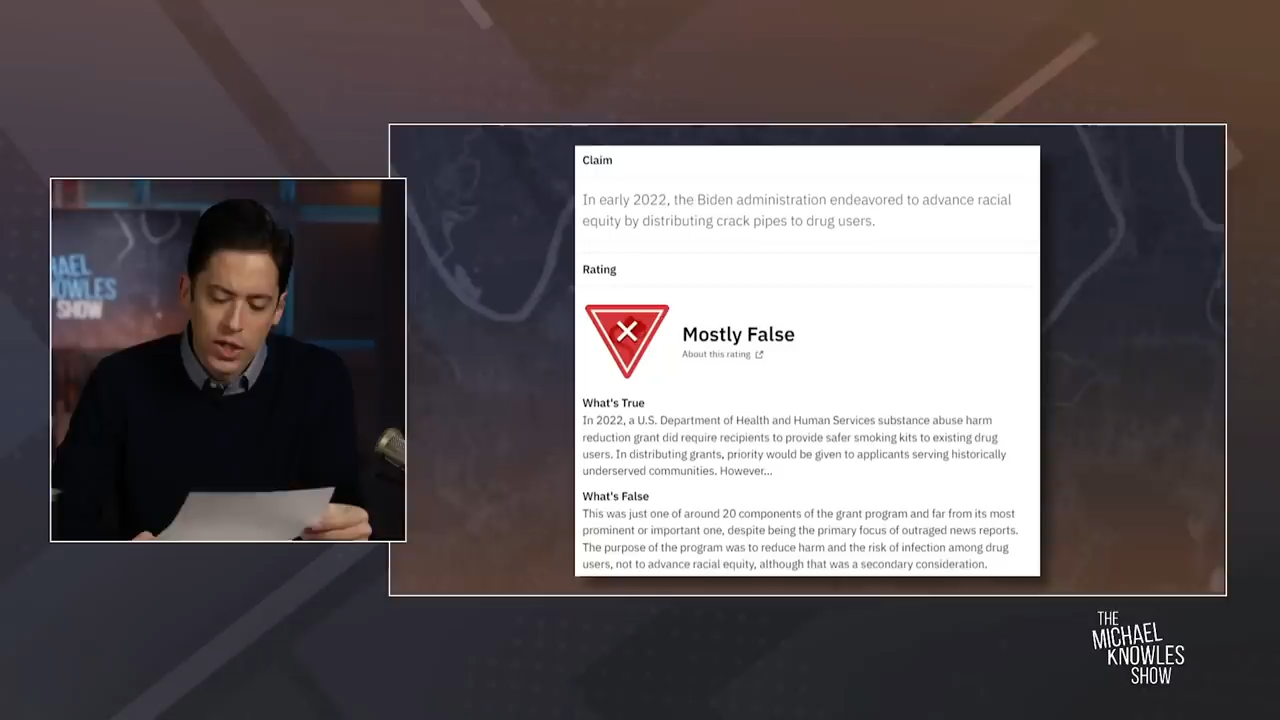 AEL
OWLES
SHOW
Claim
In early 2022, the Biden administration endeavored to advance racial
equity by distributing crack pipes to drug users.
Rating
Mostly False
About this rating
What's True
In 2022, a U.S. Department of Health and Human Services substance abuse harm
reduction grant did require recipients to provide safer smoking kits to existing drug
users. In distributing grants, priority would be given to applicants serving historically
underserved communities. However...
What's False
This was just one of around 20 components of the grant program and far from its most
prominent or important one, despite being the primary focus of outraged news reports.
The purpose of the program was to reduce harm and the risk of infection among drug
users, not to advance racial equity, although that was a secondary consideration.
THE
MICHAEL
KNOWLES
SHOW